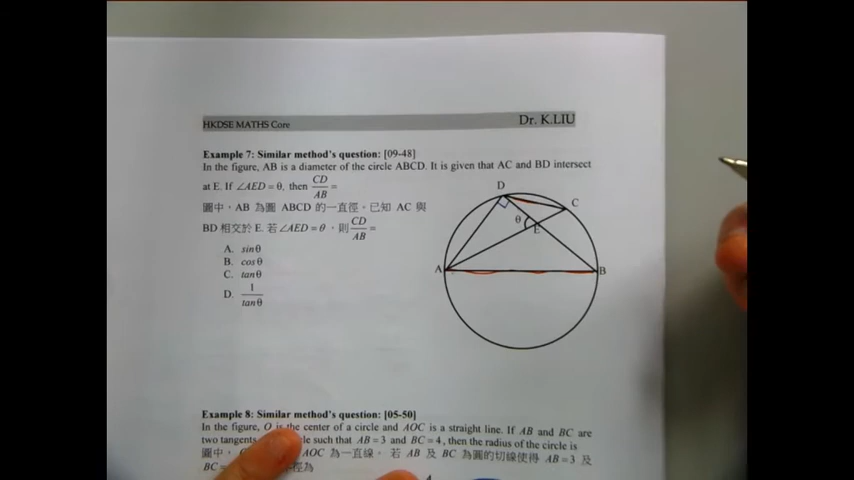 HKDSE MATHS Core
Dr. K.LIU
Example 7: Similar method's question: [09-48]
In the figure, AB is a diameter of the circle ABCD. It is given that AC and BD intersect
at E. If ∠AED = θ, then CD/AB =
圖中，AB 為圓 ABCD 的一直徑。已知 AC 與
BD 相交於 E. 若∠AED = θ，則 CD/AB =
A. sinθ
B. cosθ
C. tanθ
D. 1/tanθ
D
C
θ
E
A
B
Example 8: Similar method's question: [05-50]
In the figure, O is the center of a circle and AOC is a straight line. If AB and BC are
two tangents such that AB = 3 and BC = 4, then the radius of the circle is
圖中，AOC 為一直線。若 AB 及 BC 為圓的切線使得 AB = 3 及
BC = 徑為